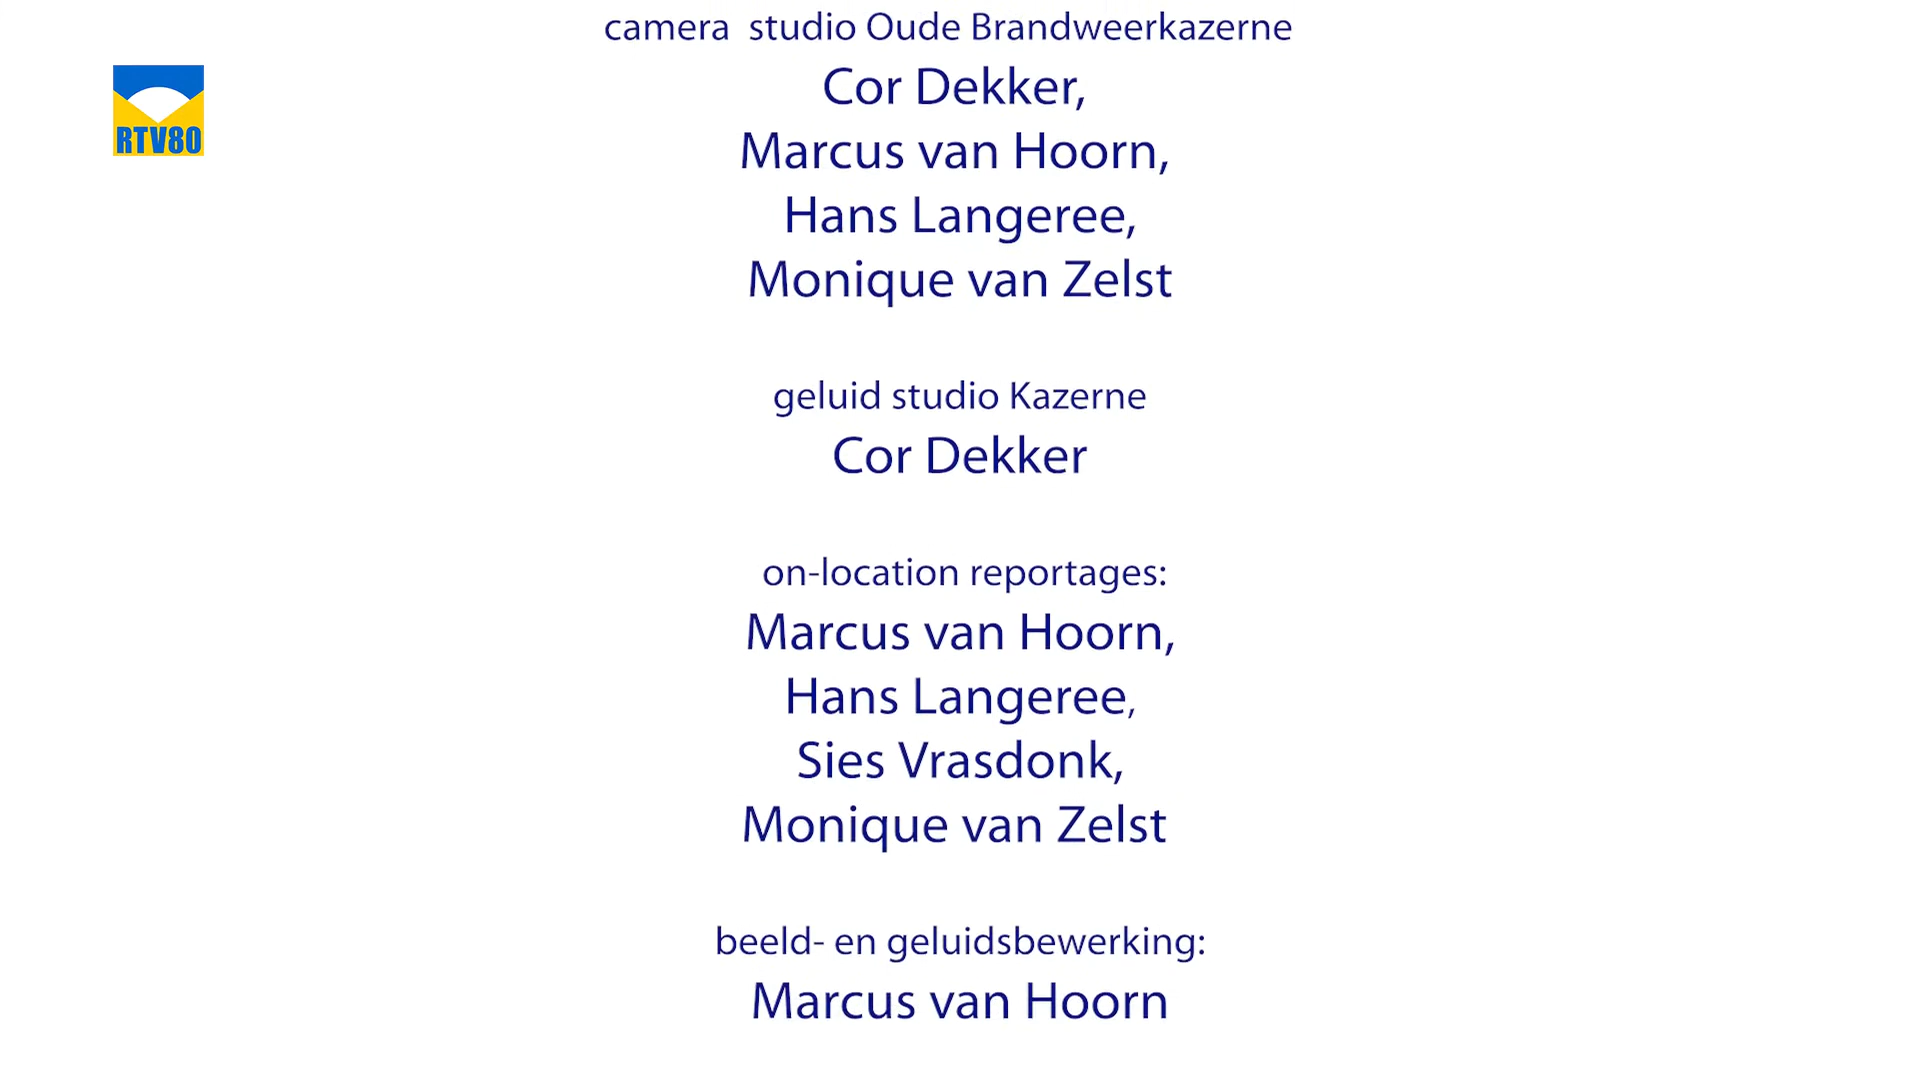 camera  studio Oude Brandweerkazerne
RTV80
Cor Dekker,
Marcus van Hoorn,
Hans Langeree,
Monique van Zelst
geluid studio Kazerne
Cor Dekker
on-location reportages:
Marcus van Hoorn,
Hans Langeree,
Sies Vrasdonk,
Monique van Zelst
beeld- en geluidsbewerking:
Marcus van Hoorn